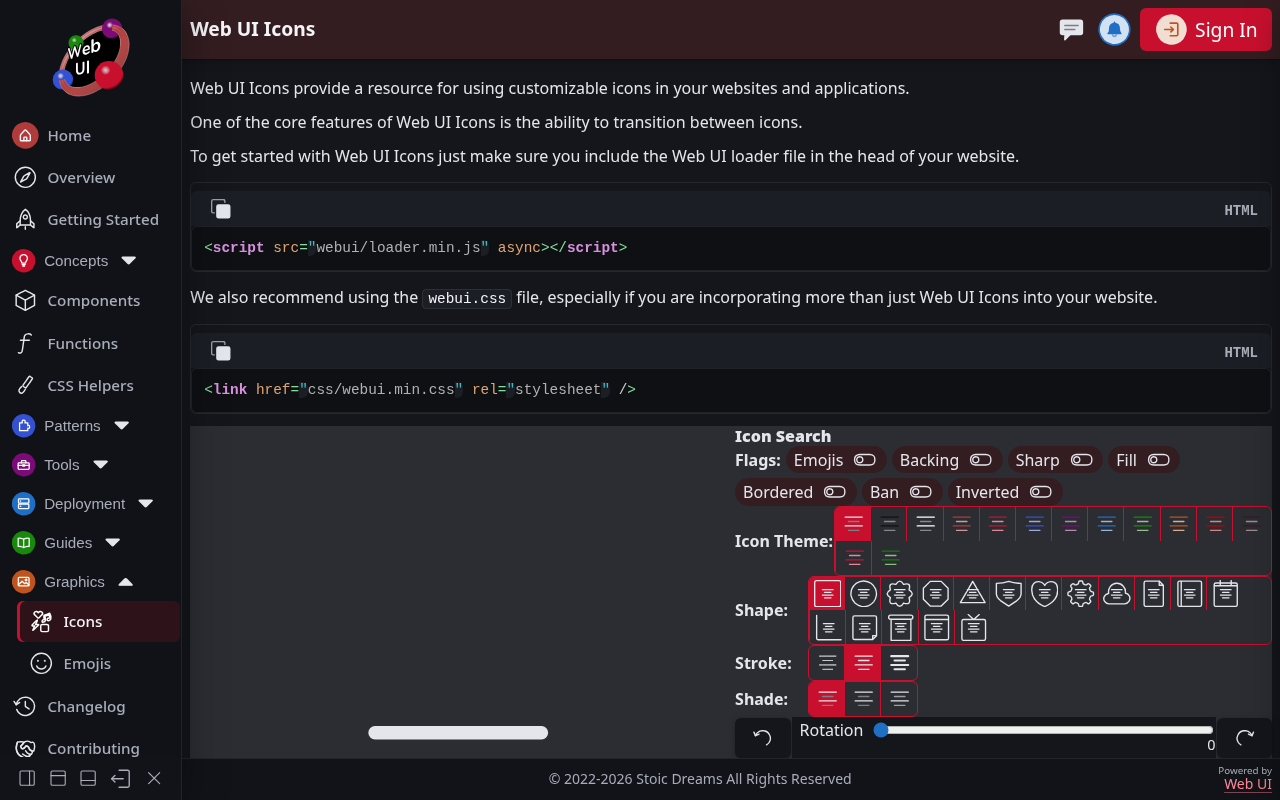 Web UI
Home
Overview
Getting Started
Concepts
Components
Functions
CSS Helpers
Patterns
Tools
Deployment
Guides
Graphics
Icons
Emojis
Changelog
Contributing
Web UI Icons
Sign In
Web UI Icons provide a resource for using customizable icons in your websites and applications.
One of the core features of Web UI Icons is the ability to transition between icons.
To get started with Web UI Icons just make sure you include the Web UI loader file in the head of your website.
HTML
<script src="webui/loader.min.js" async></script>
We also recommend using the webui.css file, especially if you are incorporating more than just Web UI Icons into your website.
HTML
<link href="css/webui.min.css" rel="stylesheet" />
Icon Search
Flags: Emojis Backing Sharp Fill
Bordered Ban Inverted
Icon Theme:
Shape:
Stroke:
Shade:
Rotation
0
© 2022-2026 Stoic Dreams All Rights Reserved
Powered by
Web UI